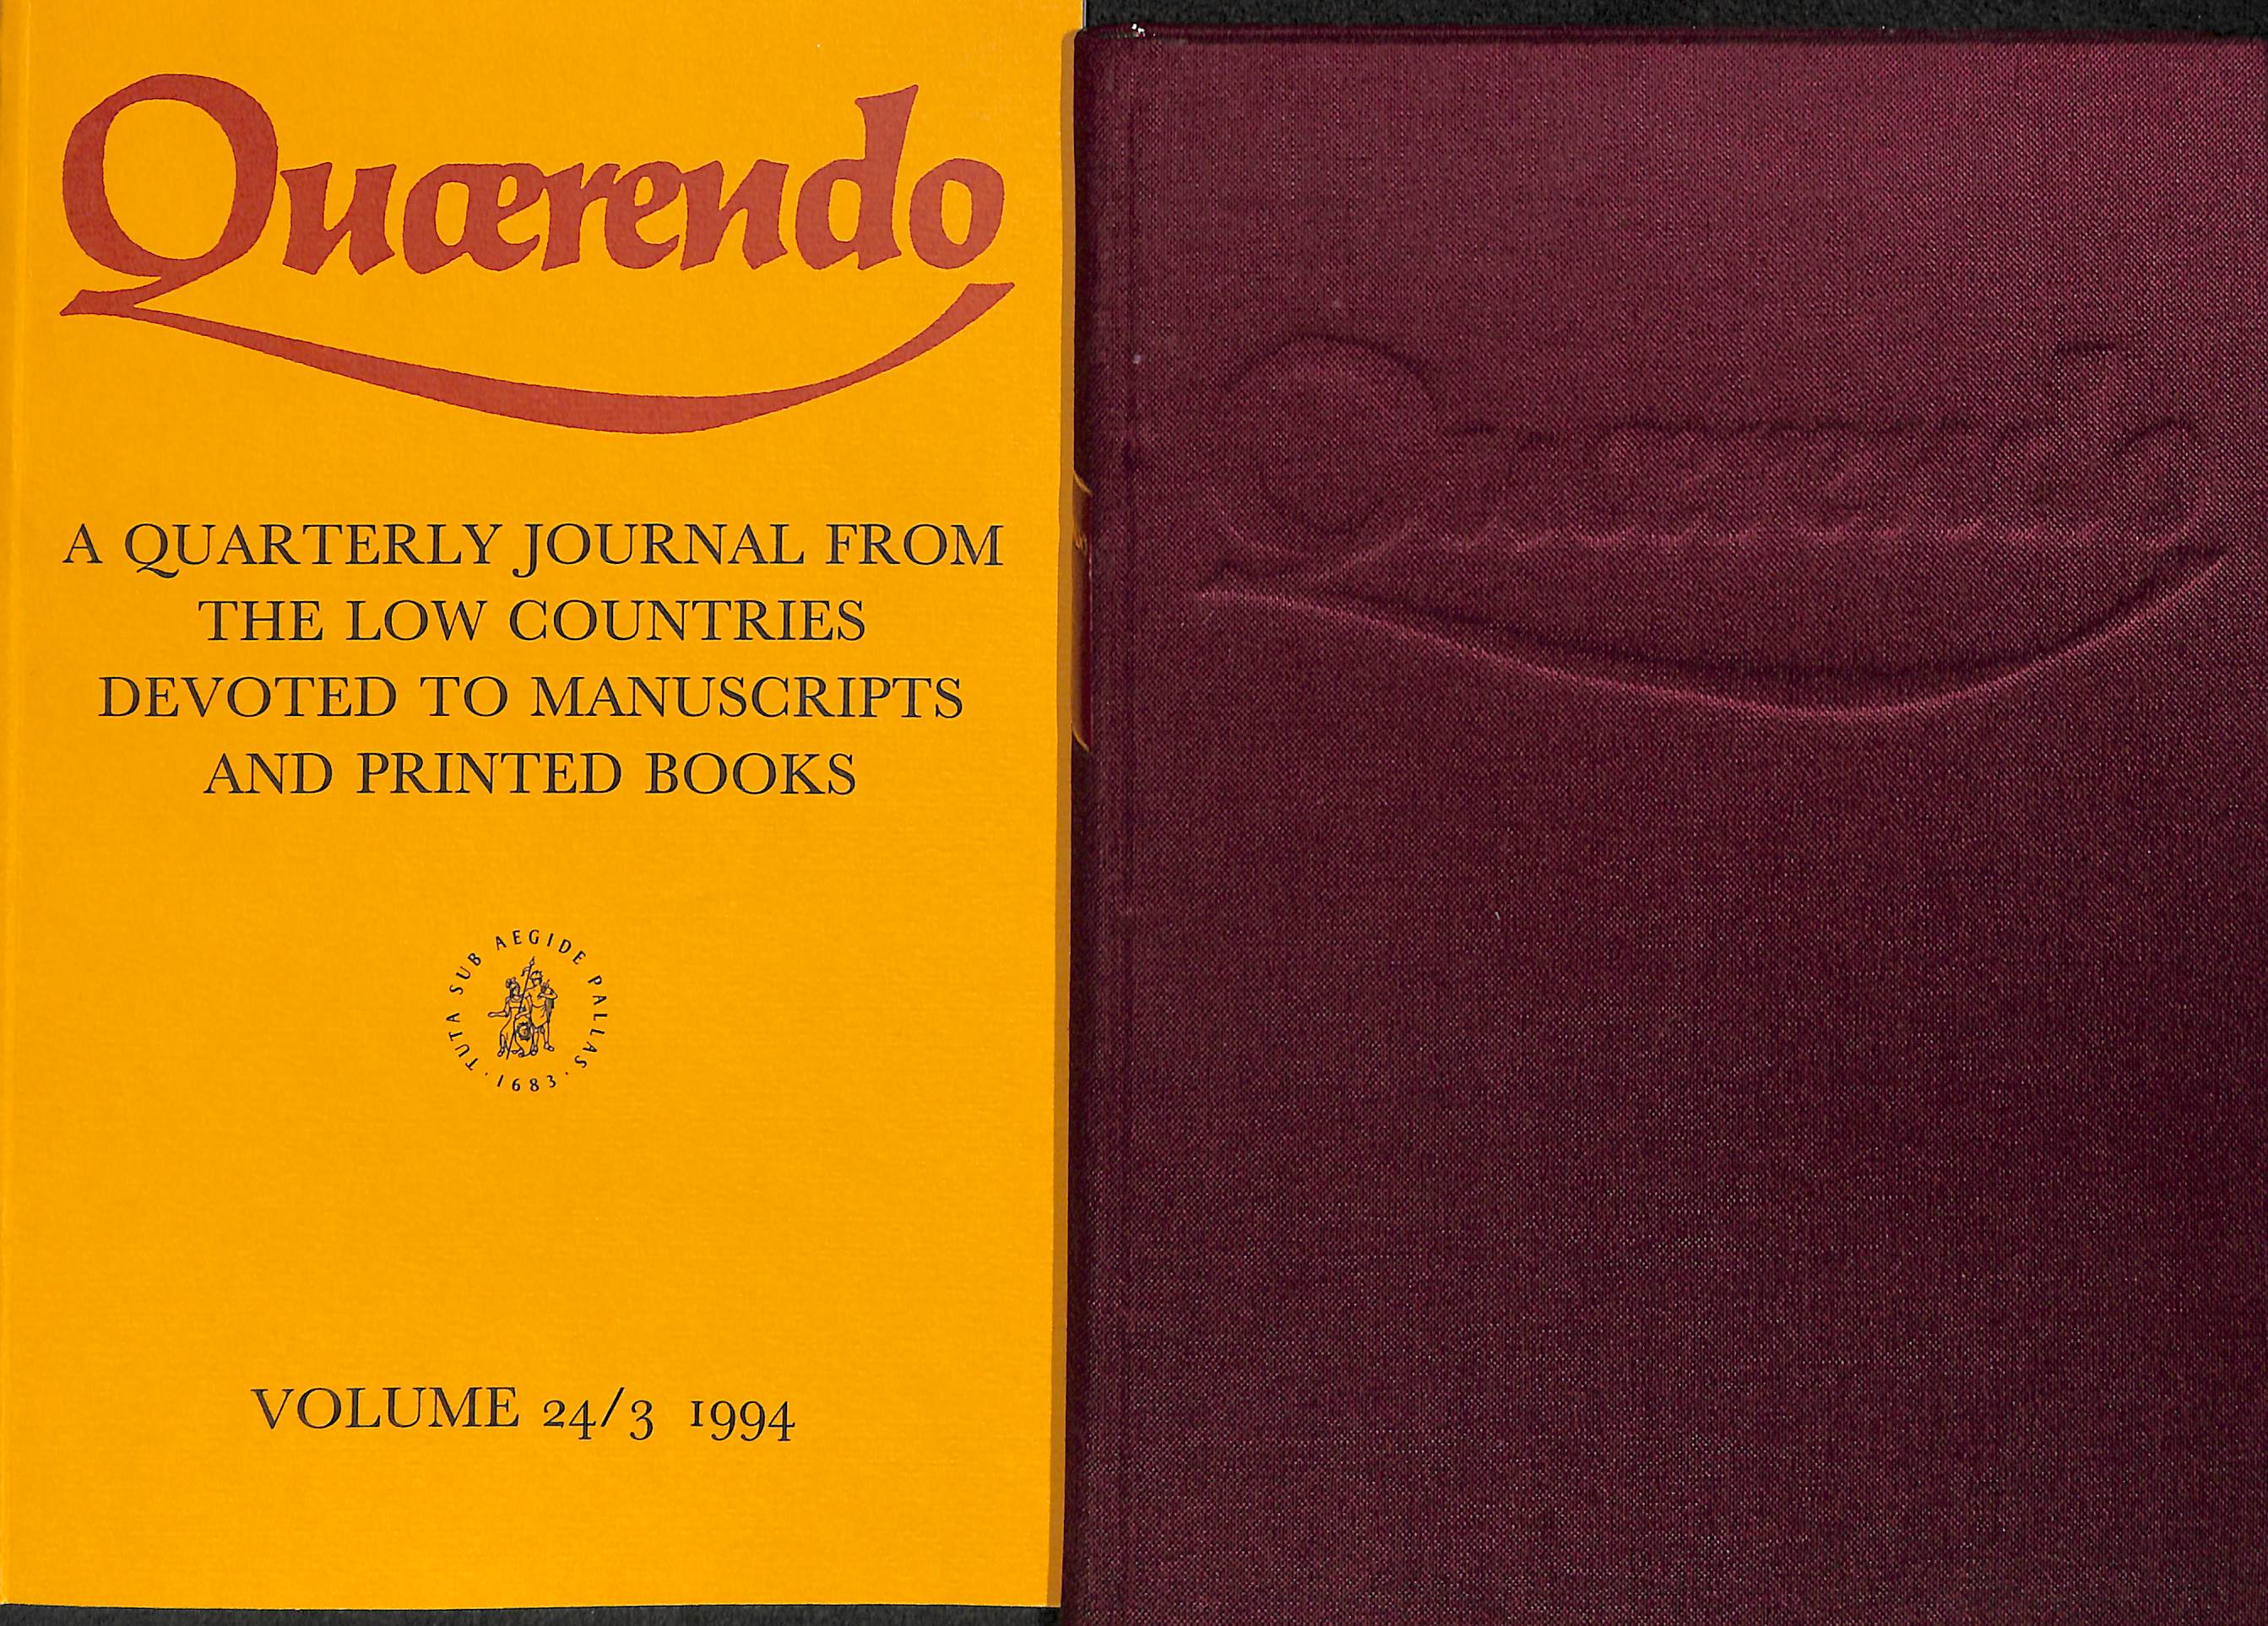 Quærendo
A QUARTERLY JOURNAL FROM
THE LOW COUNTRIES
DEVOTED TO MANUSCRIPTS
AND PRINTED BOOKS
TUTA SUB AEGIDE PALLAS
· 1683 ·
VOLUME 24/3 1994
Quærendo